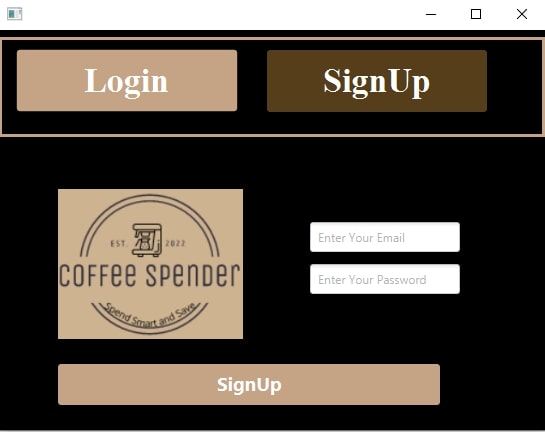 Login
SignUp
EST. 2022
COFFEE SPENDER
Spend Smart and Save
Enter Your Email
Enter Your Password
SignUp